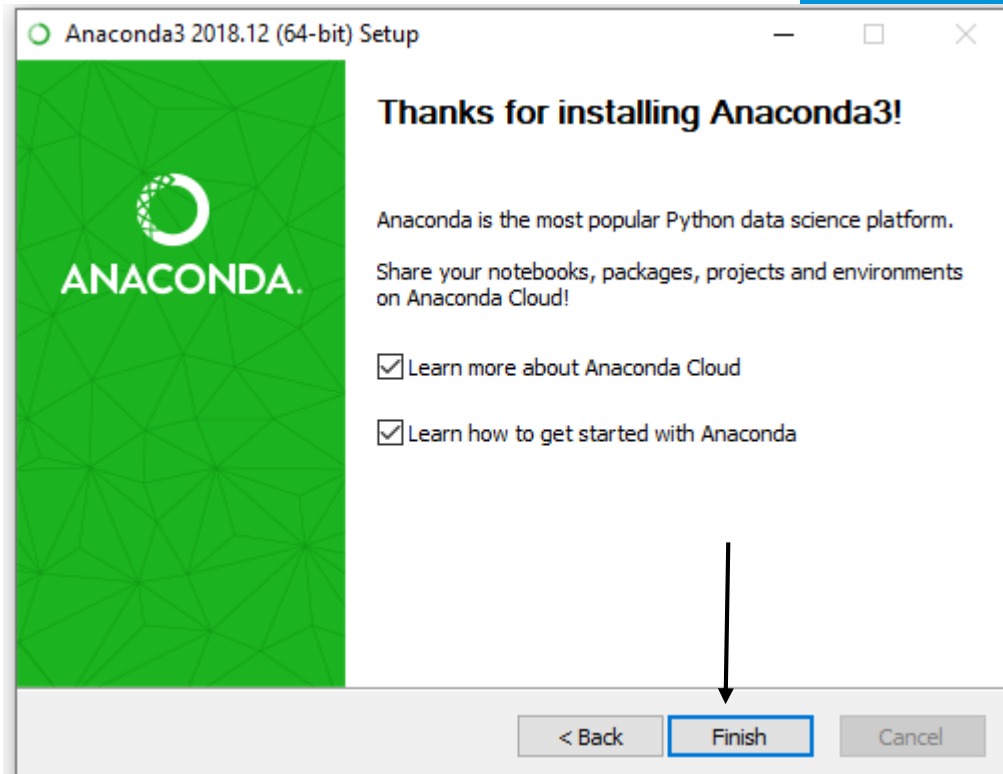 Anaconda3 2018.12 (64-bit) Setup
Thanks for installing Anaconda3!
ANACONDA.
Anaconda is the most popular Python data science platform.
Share your notebooks, packages, projects and environments
on Anaconda Cloud!
Learn more about Anaconda Cloud
Learn how to get started with Anaconda
< Back
Finish
Cancel